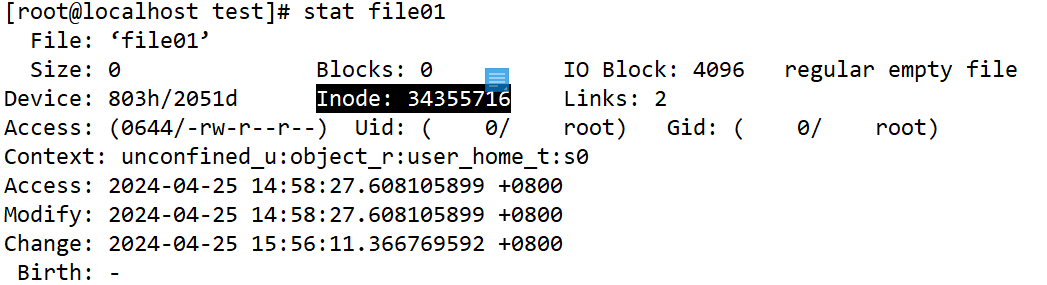 [root@localhost test]# stat file01
File: ‘file01’
Size: 0 Blocks: 0 IO Block: 4096 regular empty file
Device: 803h/2051d Inode: 34355716 Links: 2
Access: (0644/-rw-r--r--) Uid: ( 0/ root) Gid: ( 0/ root)
Context: unconfined_u:object_r:user_home_t:s0
Access: 2024-04-25 14:58:27.608105899 +0800
Modify: 2024-04-25 14:58:27.608105899 +0800
Change: 2024-04-25 15:56:11.366769592 +0800
Birth: -